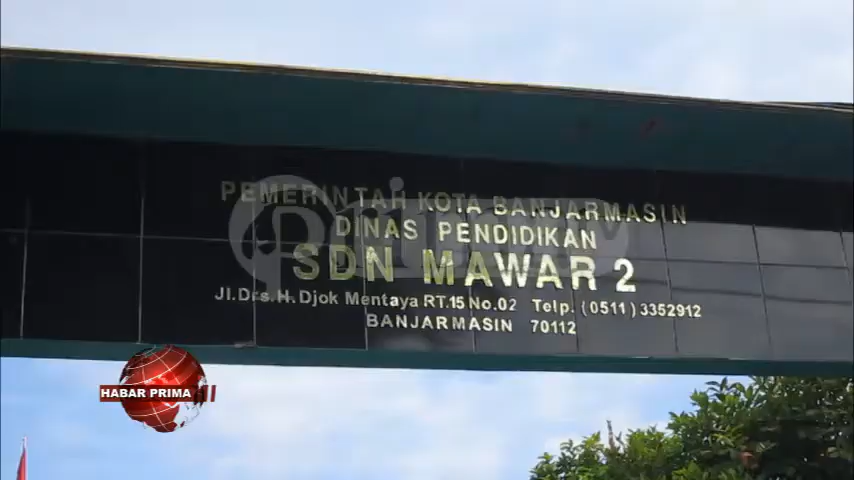 PEMERINTAH KOTA BANJARMASIN
DINAS PENDIDIKAN
SDN MAWAR 2
Jl.Drs.H.Djok Mentaya RT.15 No.02 Telp. (0511) 3352912
BANJARMASIN 70112
prima
HABAR PRIMA